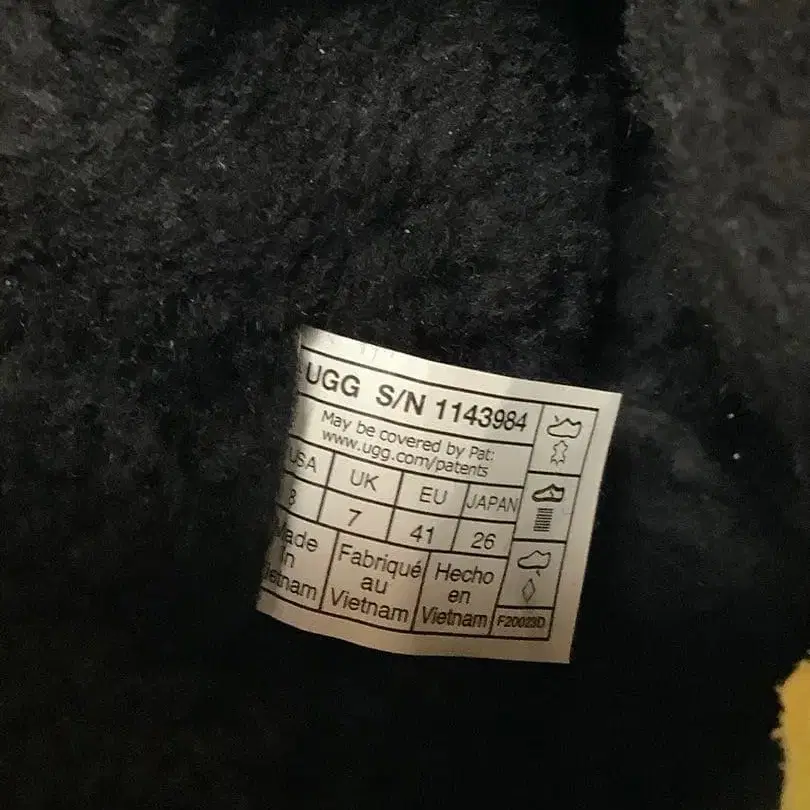 UGG S/N 1143984
May be covered by Pat:
www.ugg.com/patents
USA UK EU JAPAN
8 7 41 26
Made in Vietnam
Fabriqué au Vietnam
Hecho en Vietnam
F20023D